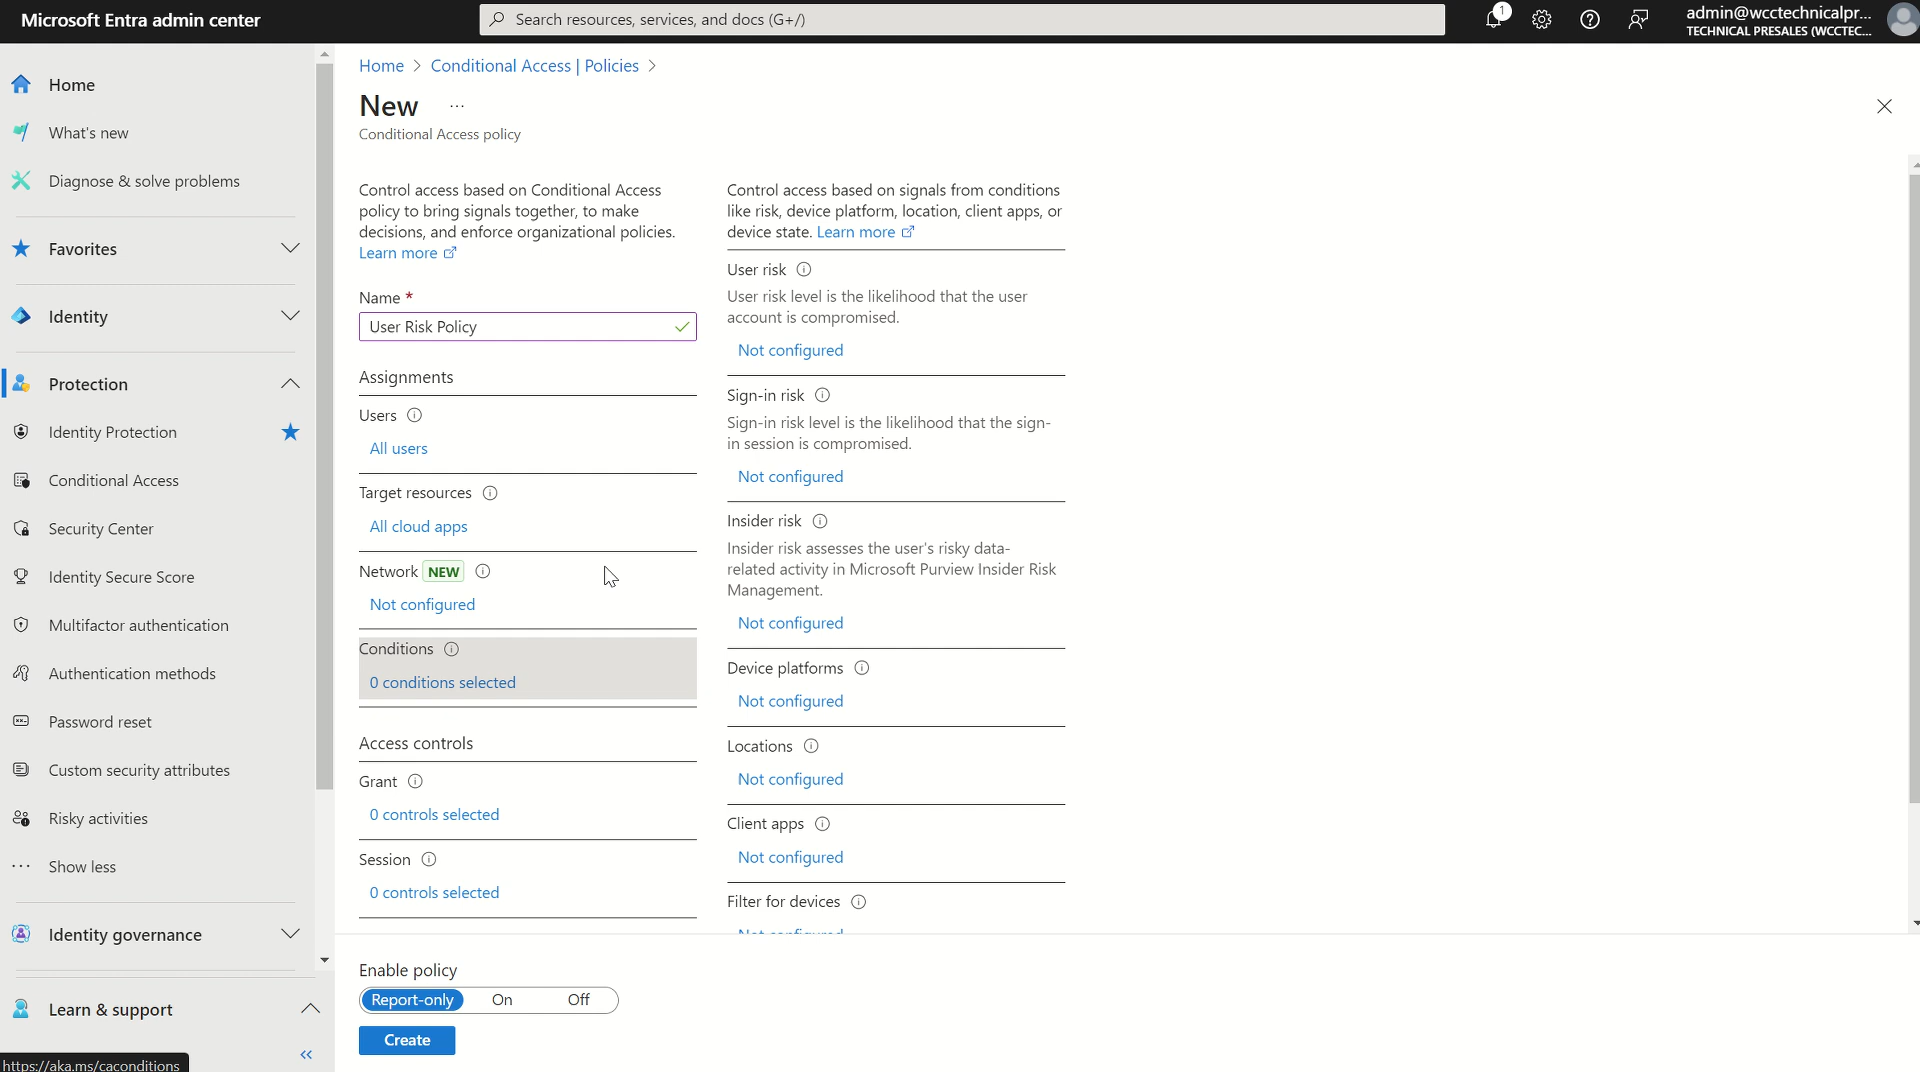 Microsoft Entra admin center
Search resources, services, and docs (G+/)
1
admin@wcctechnicalpr...
TECHNICAL PRESALES (WCCTEC...
Home
What's new
Diagnose & solve problems
Favorites
Identity
Protection
Identity Protection
Conditional Access
Security Center
Identity Secure Score
Multifactor authentication
Authentication methods
Password reset
Custom security attributes
Risky activities
Show less
Identity governance
Learn & support
https://aka.ms/caconditions
Home > Conditional Access | Policies >
New ...
Conditional Access policy
Control access based on Conditional Access
policy to bring signals together, to make
decisions, and enforce organizational policies.
Learn more
Name *
User Risk Policy
Assignments
Users
All users
Target resources
All cloud apps
Network NEW
Not configured
Conditions
0 conditions selected
Access controls
Grant
0 controls selected
Session
0 controls selected
Control access based on signals from conditions
like risk, device platform, location, client apps, or
device state. Learn more
User risk
User risk level is the likelihood that the user
account is compromised.
Not configured
Sign-in risk
Sign-in risk level is the likelihood that the sign-
in session is compromised.
Not configured
Insider risk
Insider risk assesses the user's risky data-
related activity in Microsoft Purview Insider Risk
Management.
Not configured
Device platforms
Not configured
Locations
Not configured
Client apps
Not configured
Filter for devices
Not configured
Enable policy
Report-only On Off
Create